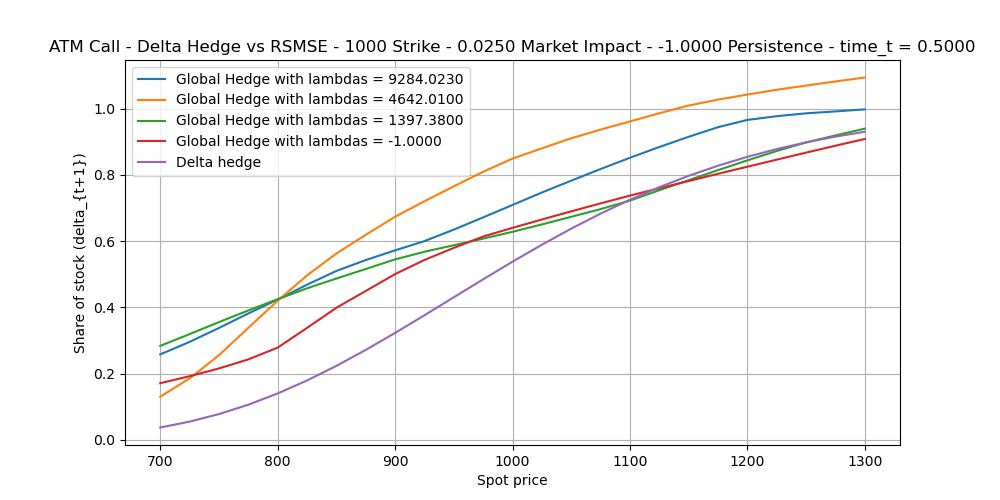 ATM Call - Delta Hedge vs RSMSE - 1000 Strike - 0.0250 Market Impact - -1.0000 Persistence - time_t = 0.5000
Global Hedge with lambdas = 9284.0230
Global Hedge with lambdas = 4642.0100
Global Hedge with lambdas = 1397.3800
Global Hedge with lambdas = -1.0000
Delta hedge
Share of stock (delta_{t+1})
1.0
0.8
0.6
0.4
0.2
0.0
700 800 900 1000 1100 1200 1300
Spot price